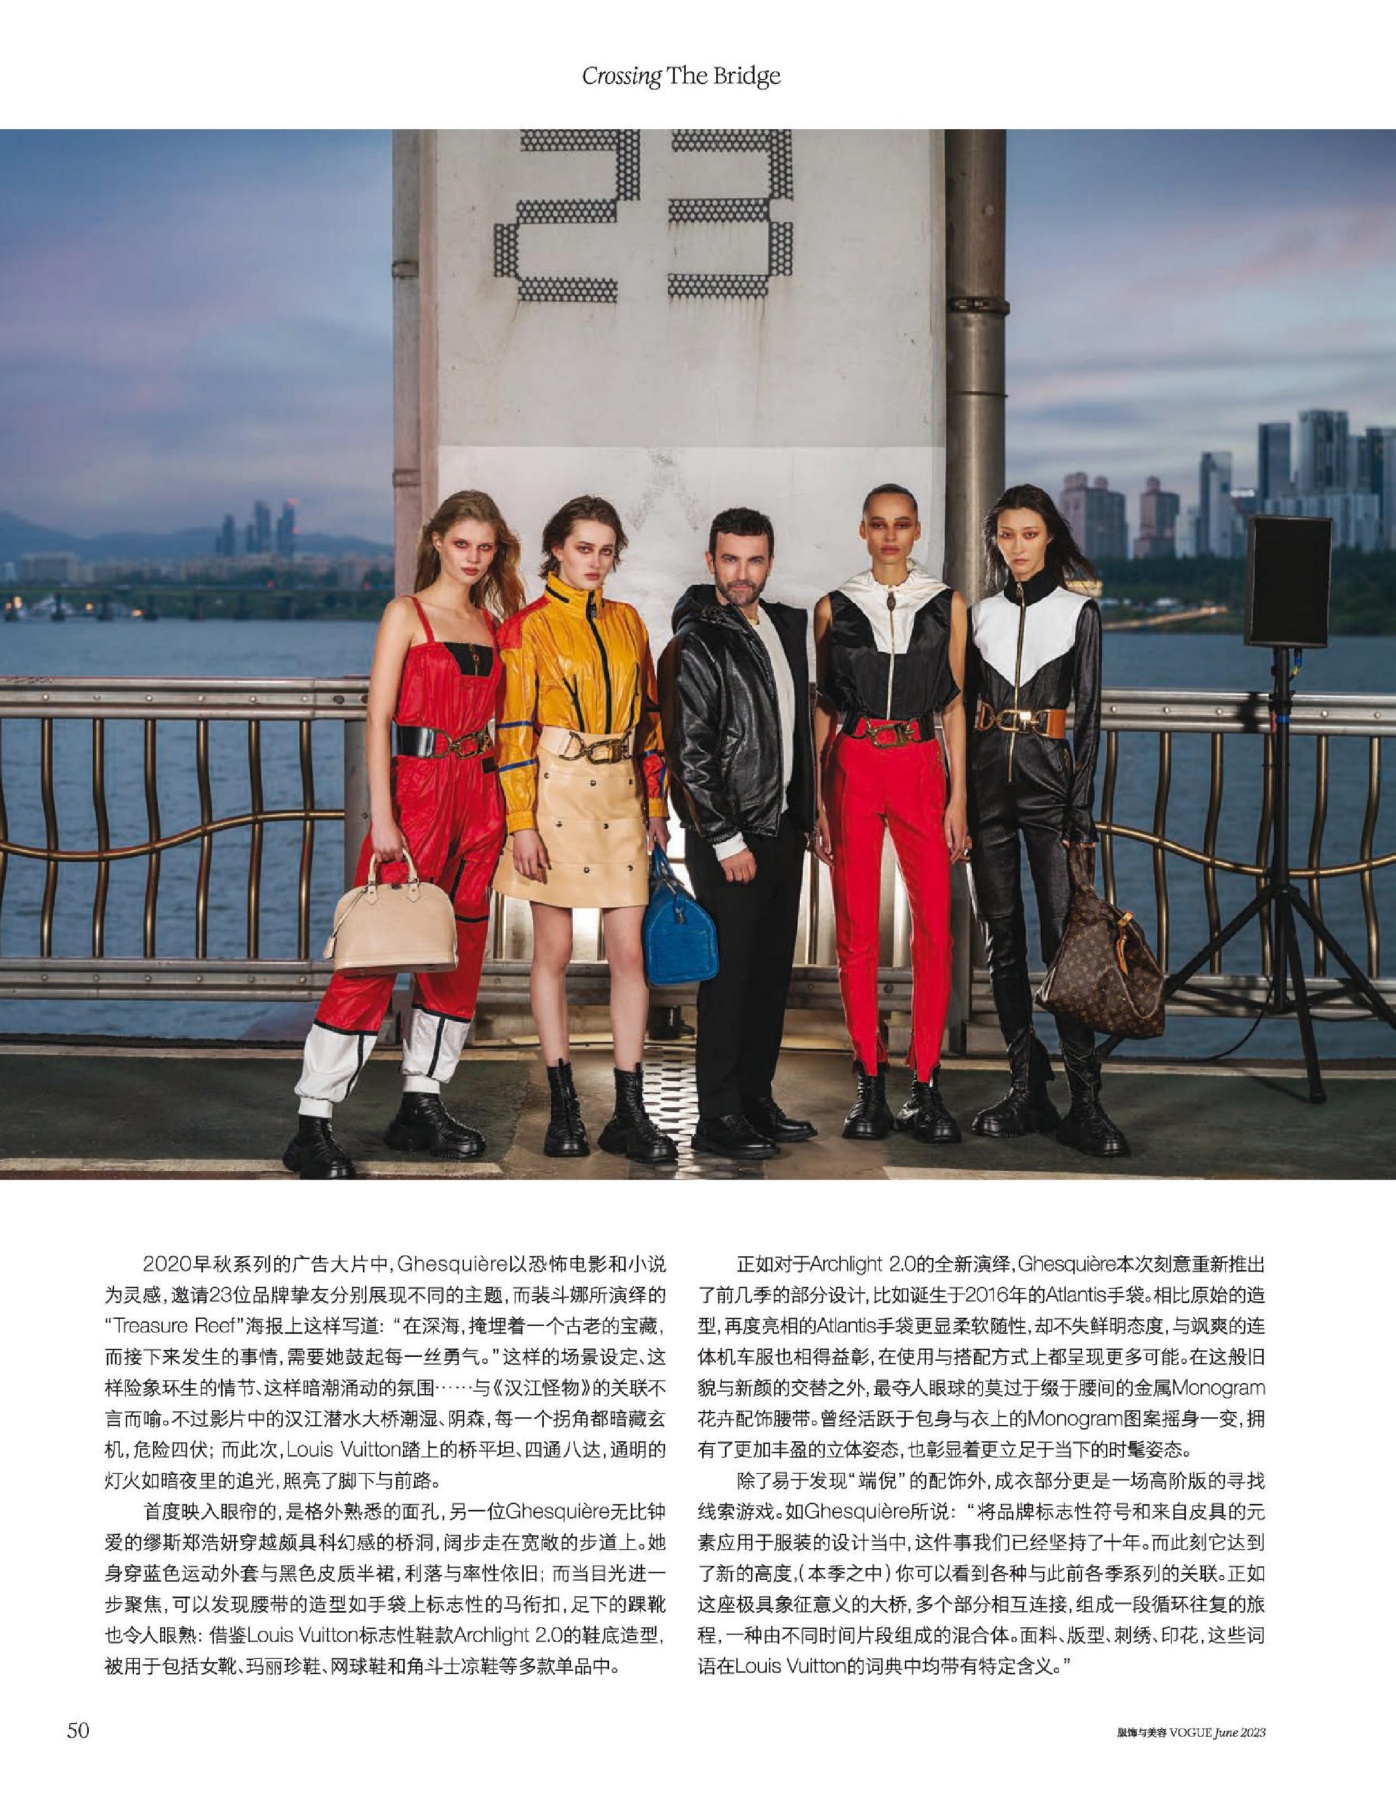 Crossing The Bridge
23
2020早秋系列的广告大片中，Ghesquière以恐怖电影和小说
为灵感，邀请23位品牌挚友分别展现不同的主题，而裴斗娜所演绎的
“Treasure Reef”海报上这样写道：“在深海，掩埋着一个古老的宝藏，
而接下来发生的事情，需要她鼓起每一丝勇气。”这样的场景设定、这
样险象环生的情节、这样暗潮涌动的氛围……与《汉江怪物》的关联不
言而喻。不过影片中的汉江潜水大桥潮湿、阴森，每一个拐角都暗藏玄
机，危险四伏；而此次，Louis Vuitton踏上的桥平坦、四通八达，通明的
灯火如暗夜里的追光，照亮了脚下与前路。
首度映入眼帘的，是格外熟悉的面孔，另一位Ghesquière无比钟
爱的缪斯郑浩妍穿越颇具科幻感的桥洞，阔步走在宽敞的步道上。她
身穿蓝色运动外套与黑色皮质半裙，利落与率性依旧；而当目光进一
步聚焦，可以发现腰带的造型如手袋上标志性的马衔扣，足下的踝靴
也令人眼熟：借鉴Louis Vuitton标志性鞋款Archlight 2.0的鞋底造型，
被用于包括女靴、玛丽珍鞋、网球鞋和角斗士凉鞋等多款单品中。
正如对于Archlight 2.0的全新演绎，Ghesquière本次刻意重新推出
了前几季的部分设计，比如诞生于2016年的Atlantis手袋。相比原始的造
型，再度亮相的Atlantis手袋更显柔软随性，却不失鲜明态度，与飒爽的连
体机车服也相得益彰，在使用与搭配方式上都呈现更多可能。在这般旧
貌与新颜的交替之外，最夺人眼球的莫过于缀于腰间的金属Monogram
花卉配饰腰带。曾经活跃于包身与衣上的Monogram图案摇身一变，拥
有了更加丰盈的立体姿态，也彰显着更立足于当下的时髦姿态。
除了易于发现“端倪”的配饰外，成衣部分更是一场高阶版的寻找
线索游戏。如Ghesquière所说：“将品牌标志性符号和来自皮具的元
素应用于服装的设计当中，这件事我们已经坚持了十年。而此刻它达到
了新的高度，（本季之中）你可以看到各种与此前各季系列的关联。正如
这座极具象征意义的大桥，多个部分相互连接，组成一段循环往复的旅
程，一种由不同时间片段组成的混合体。面料、版型、刺绣、印花，这些词
语在Louis Vuitton的词典中均带有特定含义。”
50
服饰与美容 VOGUE June 2023